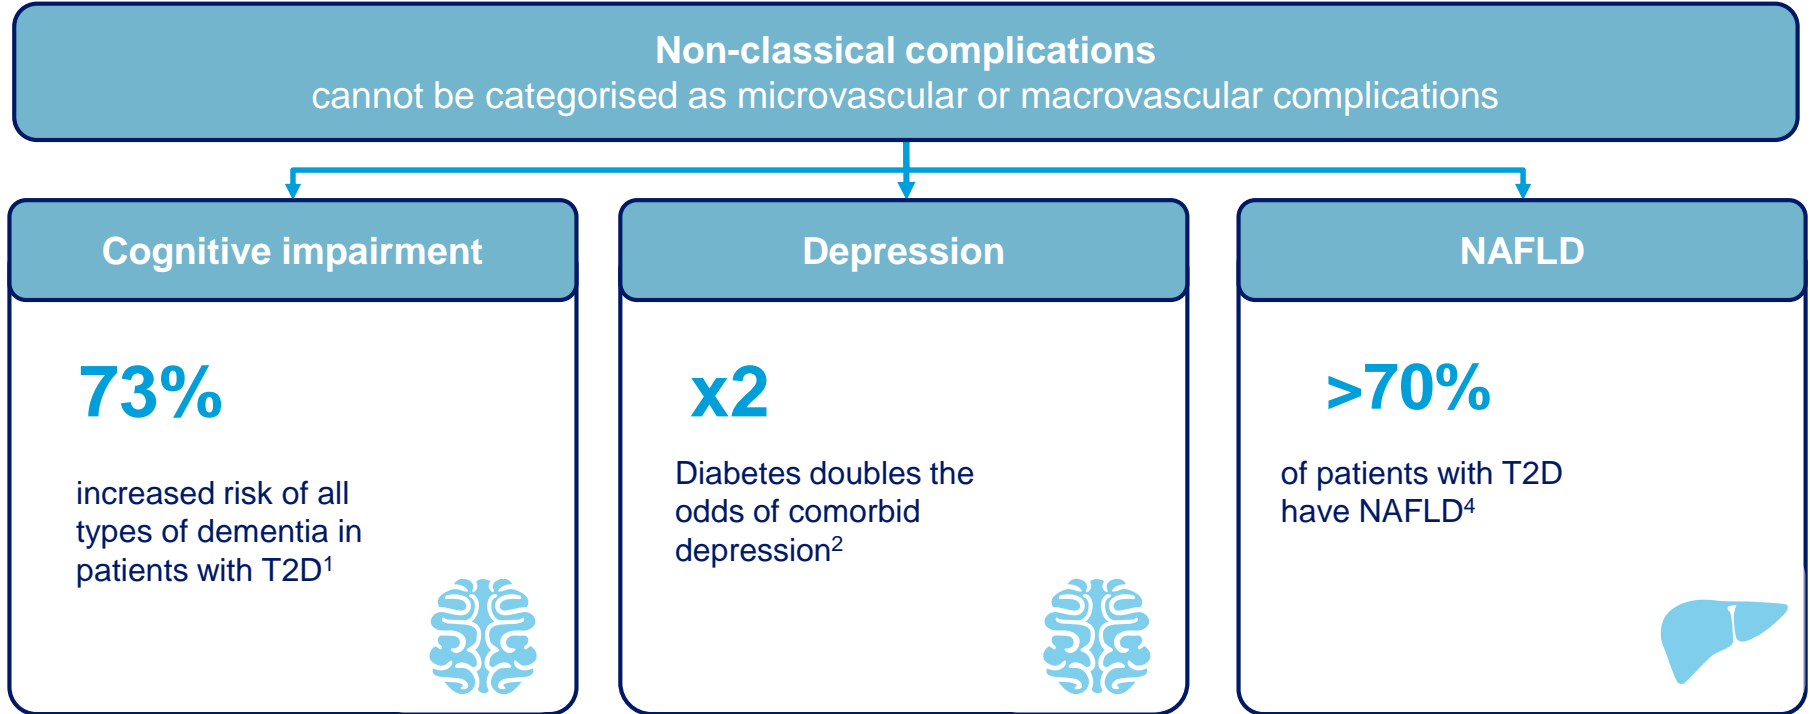 Non-classical complications
cannot be categorised as microvascular or macrovascular complications
Cognitive impairment
73%
increased risk of all
types of dementia in
patients with T2D¹
Depression
x2
Diabetes doubles the
odds of comorbid
depression²
NAFLD
>70%
of patients with T2D
have NAFLD⁴